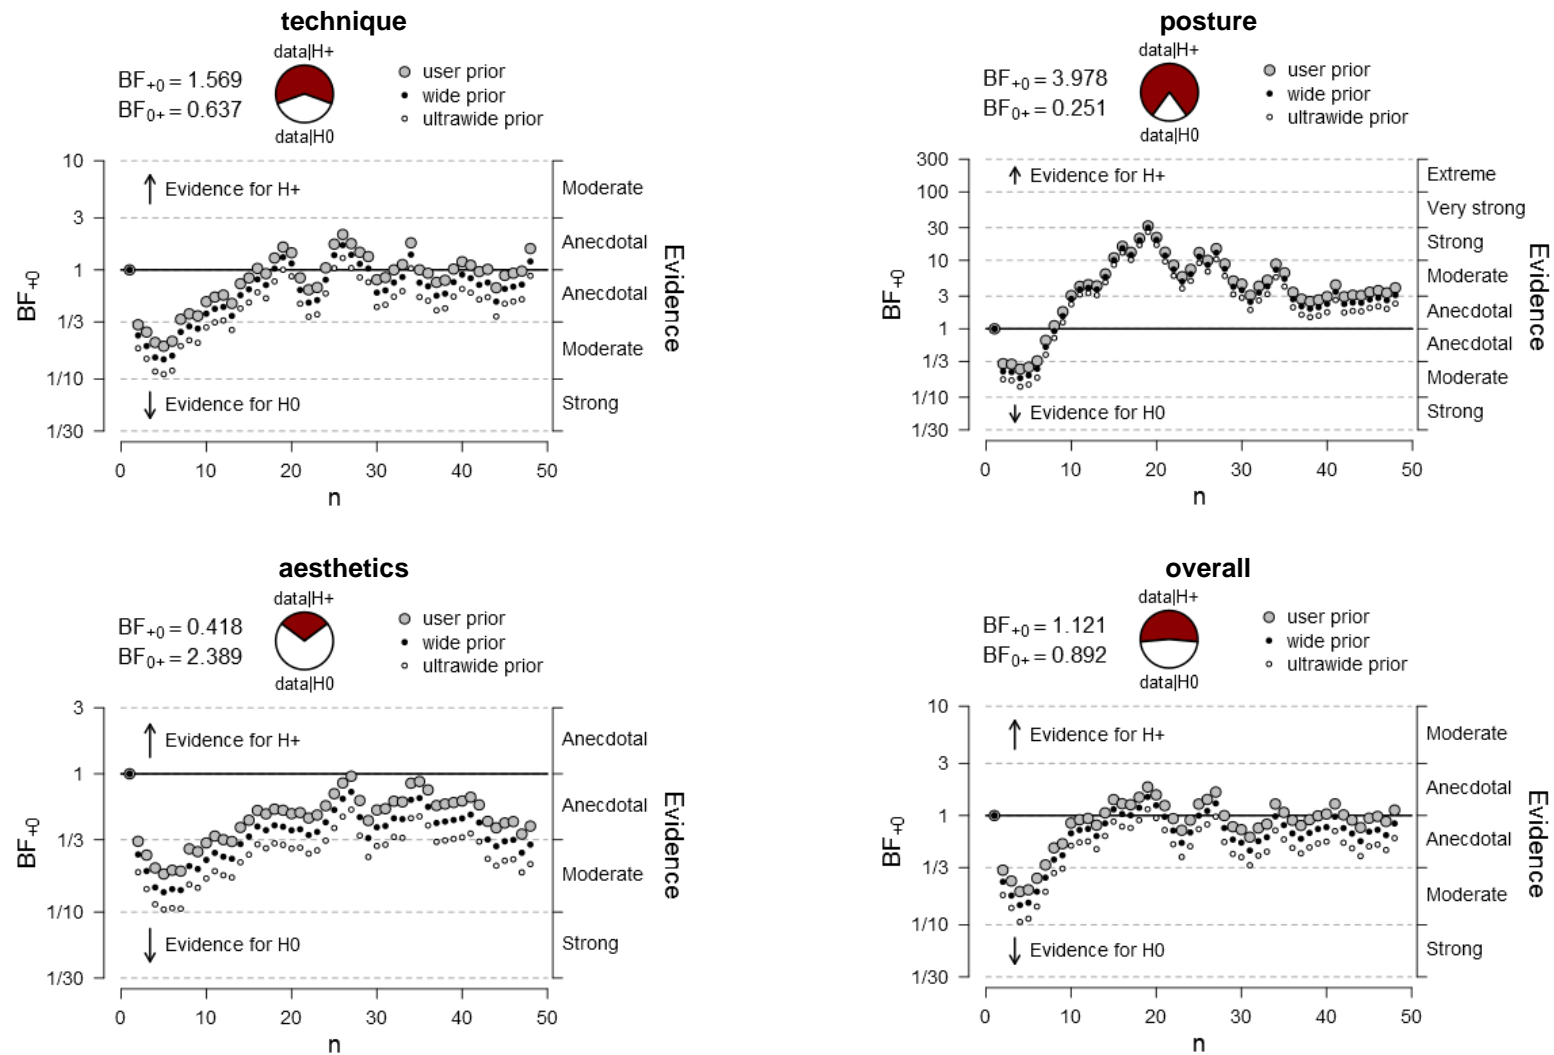 technique
data|H+
BF+0 = 1.569
BF0+ = 0.637
data|H0
user prior
wide prior
ultrawide prior
10
3
1
1/3
1/10
1/30
BF+0
Evidence for H+
Evidence for H0
Moderate
Anecdotal
Anecdotal
Moderate
Strong
Evidence
0 10 20 30 40 50
n
posture
data|H+
BF+0 = 3.978
BF0+ = 0.251
data|H0
user prior
wide prior
ultrawide prior
300
100
30
10
3
1
1/3
1/10
1/30
BF+0
Evidence for H+
Evidence for H0
Extreme
Very strong
Strong
Moderate
Anecdotal
Anecdotal
Moderate
Strong
Evidence
0 10 20 30 40 50
n
aesthetics
data|H+
BF+0 = 0.418
BF0+ = 2.389
data|H0
user prior
wide prior
ultrawide prior
3
1
1/3
1/10
1/30
BF+0
Evidence for H+
Evidence for H0
Anecdotal
Anecdotal
Moderate
Strong
Evidence
0 10 20 30 40 50
n
overall
data|H+
BF+0 = 1.121
BF0+ = 0.892
data|H0
user prior
wide prior
ultrawide prior
10
3
1
1/3
1/10
1/30
BF+0
Evidence for H+
Evidence for H0
Moderate
Anecdotal
Anecdotal
Moderate
Strong
Evidence
0 10 20 30 40 50
n